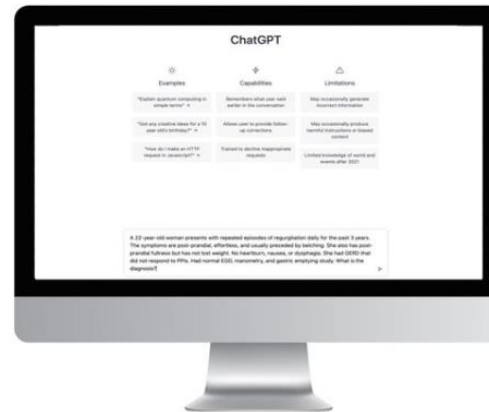 ChatGPT
Examples
Capabilities
Limitations
"Explain quantum computing in
simple terms" →
Remembers what user said
earlier in the conversation
May occasionally generate
incorrect information
"Got any creative ideas for a 10
year old's birthday?" →
Allows user to provide follow-
up corrections
May occasionally produce
harmful instructions or biased
content
"How do I make an HTTP
request in Javascript?" →
Trained to decline inappropriate
requests
Limited knowledge of world and
events after 2021
A 22-year-old woman presents with repeated episodes of regurgitation daily for the past 3 years.
The symptoms are post-prandial, effortless, and usually preceded by belching. She also has post-
prandial fullness but has not lost weight. No heartburn, nausea, or dysphagia. She had GERD that
did not respond to PPIs. Had normal EGD, manometry, and gastric emptying study. What is the
diagnosis?